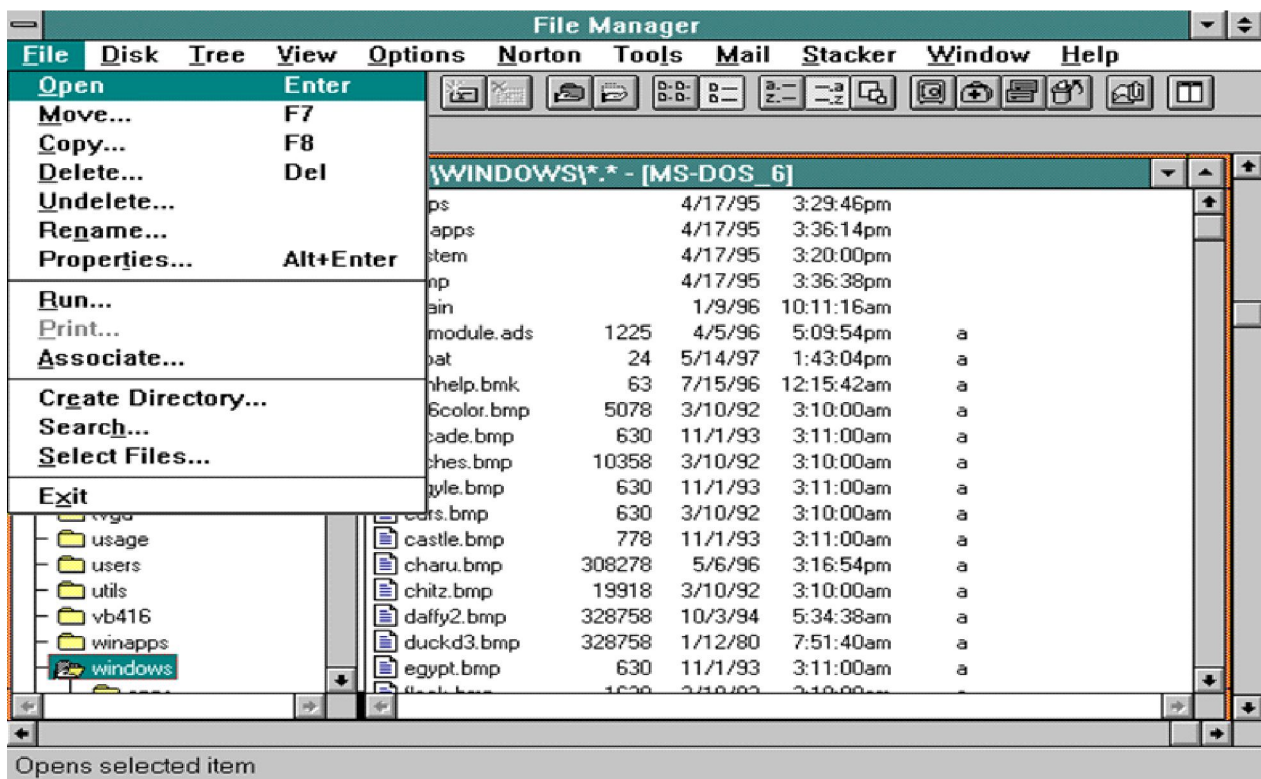 File Manager
File Disk Tree View Options Norton Tools Mail Stacker Window Help
Open Enter
Move... F7
Copy... F8
Delete... Del
Undelete...
Rename...
Properties... Alt+Enter
Run...
Print...
Associate...
Create Directory...
Search...
Select Files...
Exit
usage
users
utils
vb416
winapps
windows
\WINDOWS\*.* - [MS-DOS_6]
4/17/95 3:29:46pm
apps 4/17/95 3:36:14pm
4/17/95 3:20:00pm
4/17/95 3:36:38pm
1/9/96 10:11:16am
module.ads 1225 4/5/96 5:09:54pm a
24 5/14/97 1:43:04pm a
help.bmk 63 7/15/96 12:15:42am a
6color.bmp 5078 3/10/92 3:10:00am a
cade.bmp 630 11/1/93 3:11:00am a
ches.bmp 10358 3/10/92 3:10:00am a
gyle.bmp 630 11/1/93 3:11:00am a
cars.bmp 630 3/10/92 3:10:00am a
castle.bmp 778 11/1/93 3:11:00am a
charu.bmp 308278 5/6/96 3:16:54pm a
chitz.bmp 19918 3/10/92 3:10:00am a
daffy2.bmp 328758 10/3/94 5:34:38am a
duckd3.bmp 328758 1/12/80 7:51:40am a
egypt.bmp 630 11/1/93 3:11:00am a
Opens selected item